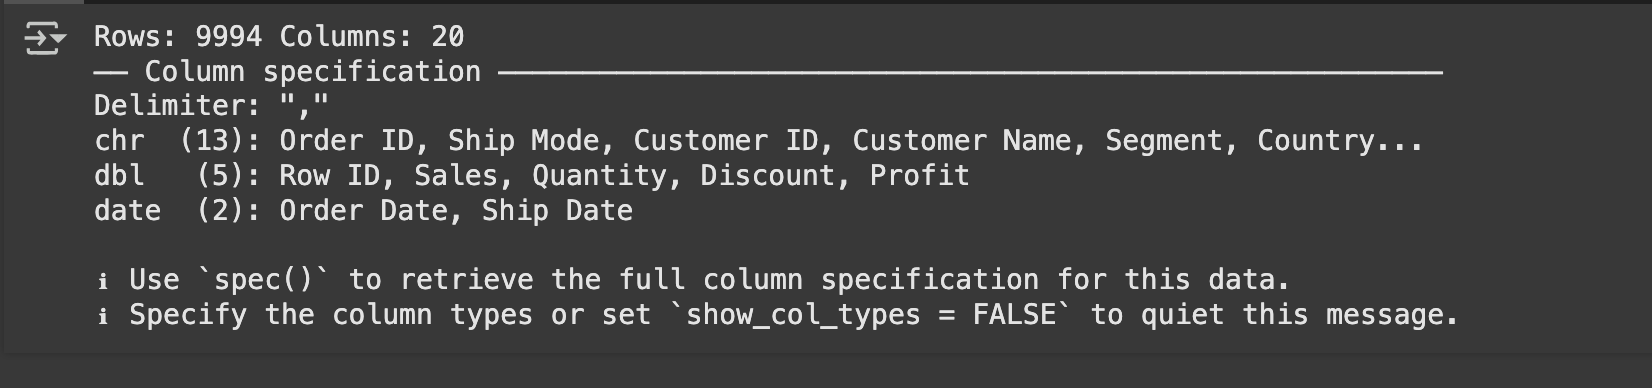 Rows: 9994 Columns: 20
── Column specification ────────────────────────────────────────────────────────
Delimiter: ","
chr  (13): Order ID, Ship Mode, Customer ID, Customer Name, Segment, Country...
dbl   (5): Row ID, Sales, Quantity, Discount, Profit
date  (2): Order Date, Ship Date
ℹ Use `spec()` to retrieve the full column specification for this data.
ℹ Specify the column types or set `show_col_types = FALSE` to quiet this message.